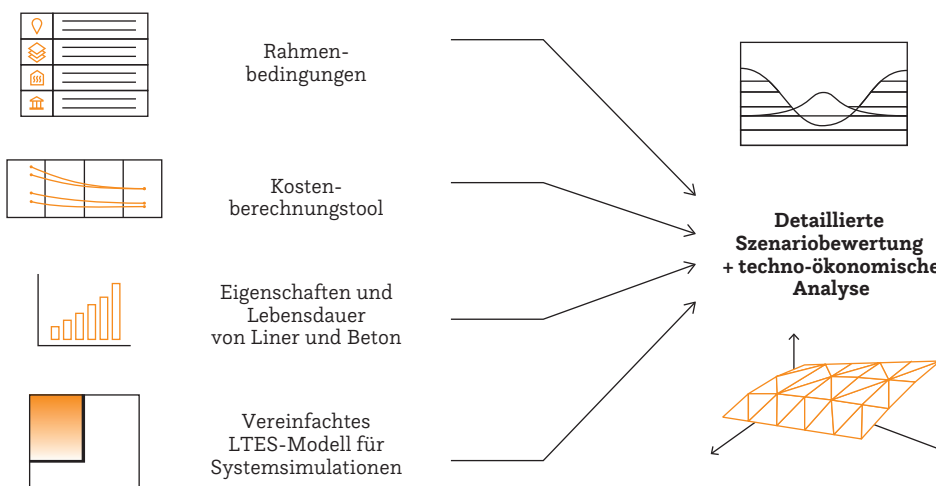 Rahmen-
bedingungen
Kosten-
berechnungstool
Eigenschaften und
Lebensdauer
von Liner und Beton
Vereinfachtes
LTES-Modell für
Systemsimulationen
Detaillierte
Szenariobewertung
+ techno-ökonomische
Analyse